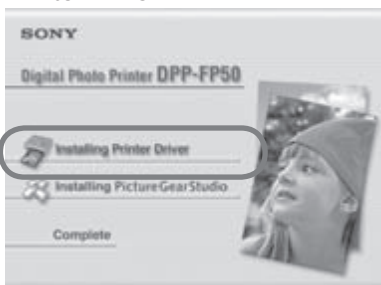 SONY
Digital Photo Printer DPP-FP50
Installing Printer Driver
Installing PictureGearStudio
Complete